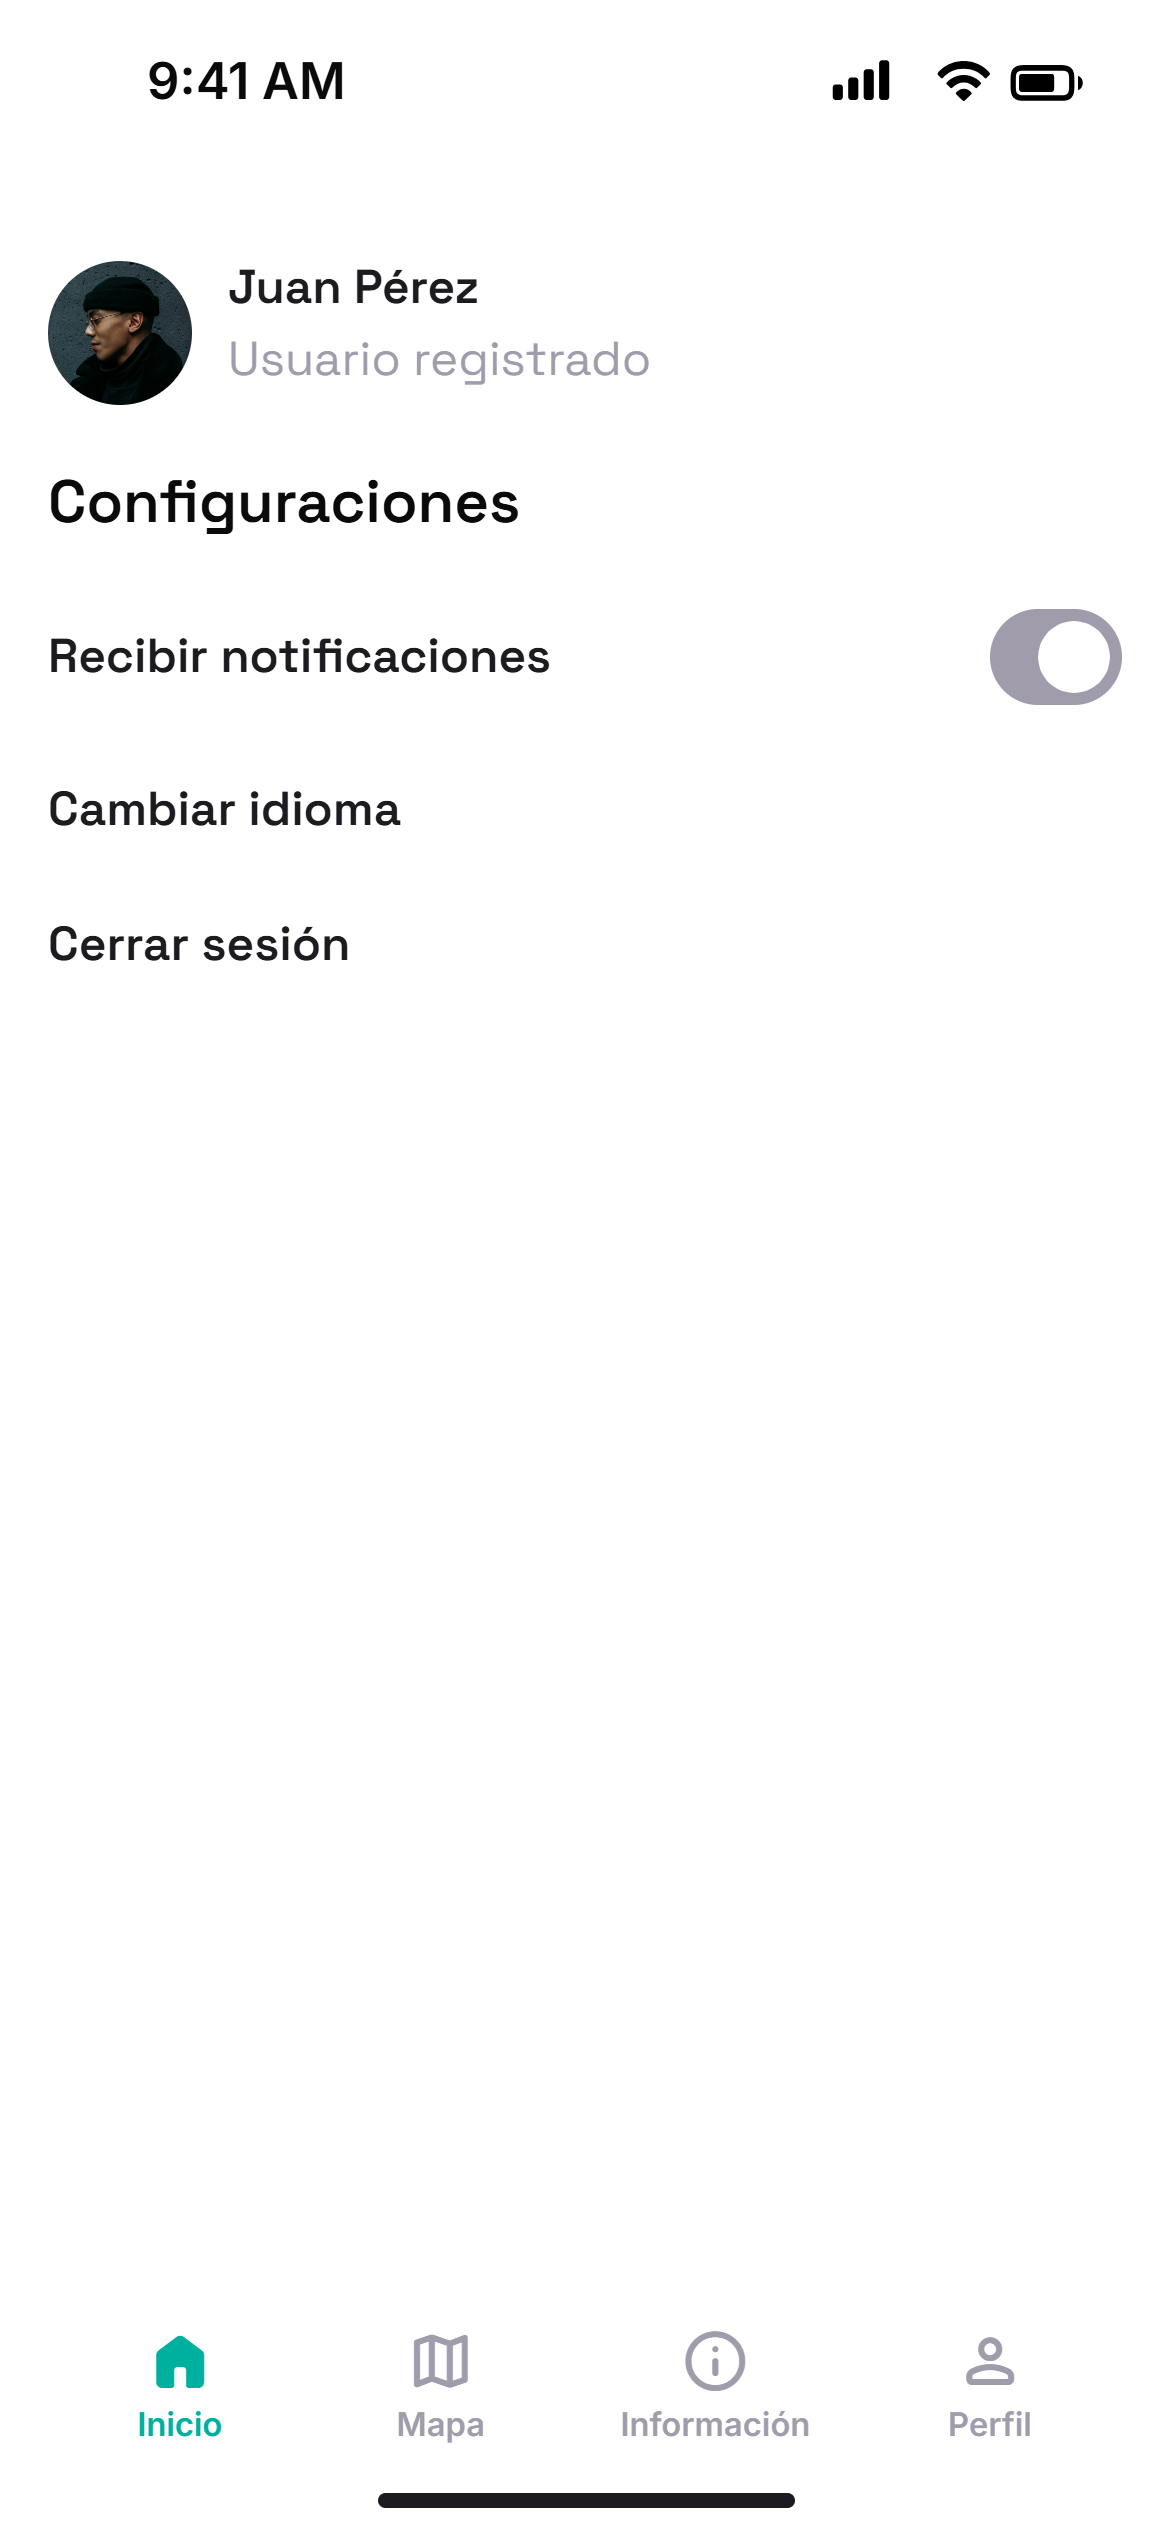 9:41 AM
Juan Pérez
Usuario registrado
Configuraciones
Recibir notificaciones
Cambiar idioma
Cerrar sesión
Inicio
Mapa
Información
Perfil